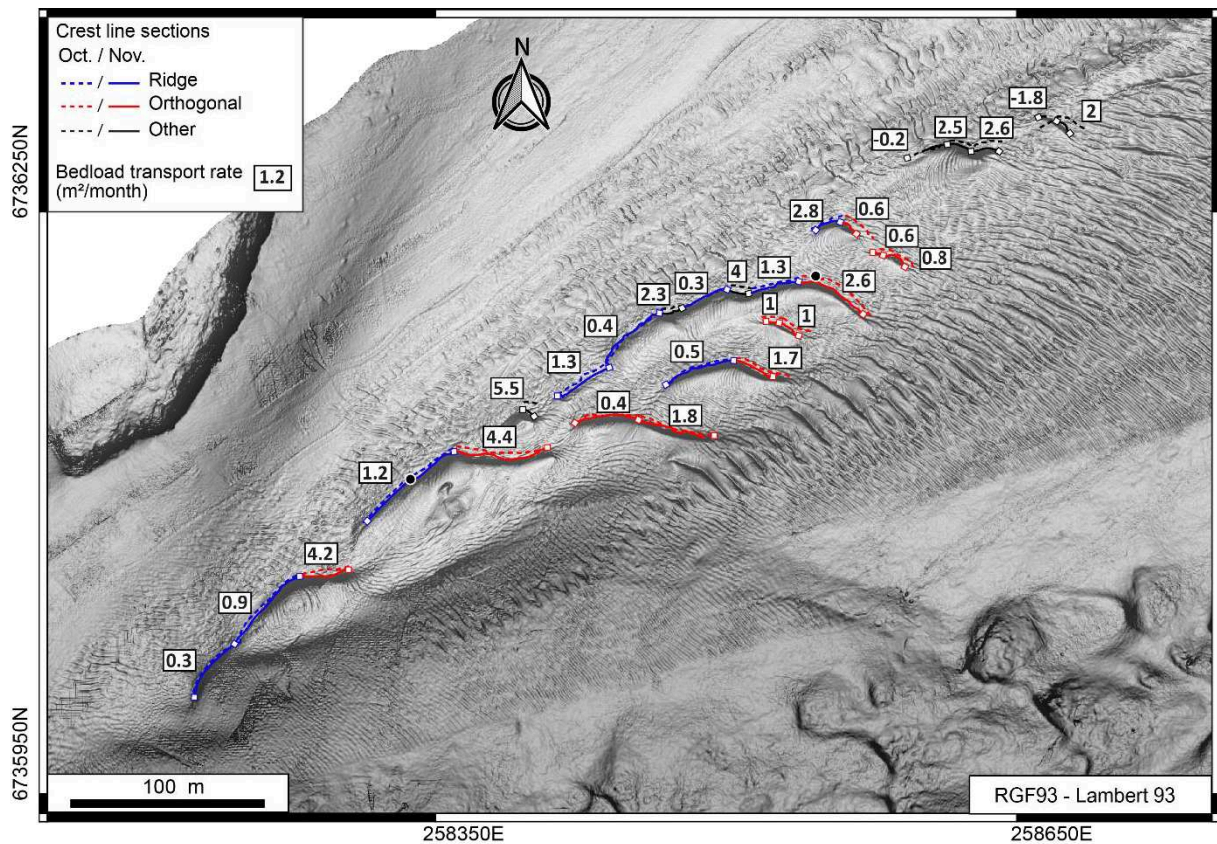 Crest line sections
Oct. / Nov.
/ Ridge
/ Orthogonal
/ Other
Bedload transport rate
(m²/month)
1.2
N
6736250N
6735950N
-1.8
2
-0.2
2.5
2.6
2.8
0.6
0.6
0.8
4
1.3
0.3
2.3
2.6
0.4
1
1
1.3
0.5
1.7
5.5
0.4
1.8
4.4
1.2
4.2
0.9
0.3
100 m
RGF93 - Lambert 93
258350E
258650E